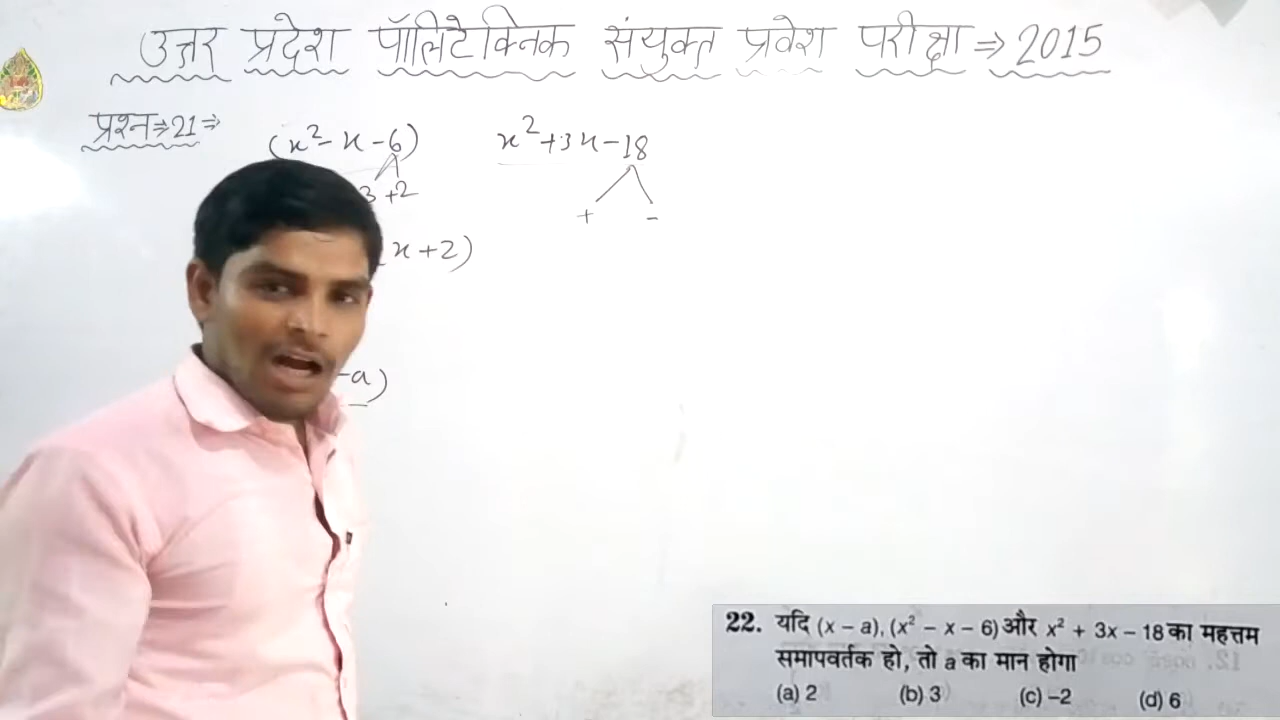 उत्तर प्रदेश पॉलिटेक्निक संयुक्त प्रवेश परीक्षा ⇒ 2015
प्रश्न ⇒ 21 ⇒
(x² - x - 6) x² + 3x - 18
3 + 2 + -
x + 2)
-a)
22. यदि (x – a), (x² – x – 6) और x² + 3x – 18 का महत्तम
समापवर्तक हो, तो a का मान होगा
(a) 2 (b) 3 (c) –2 (d) 6